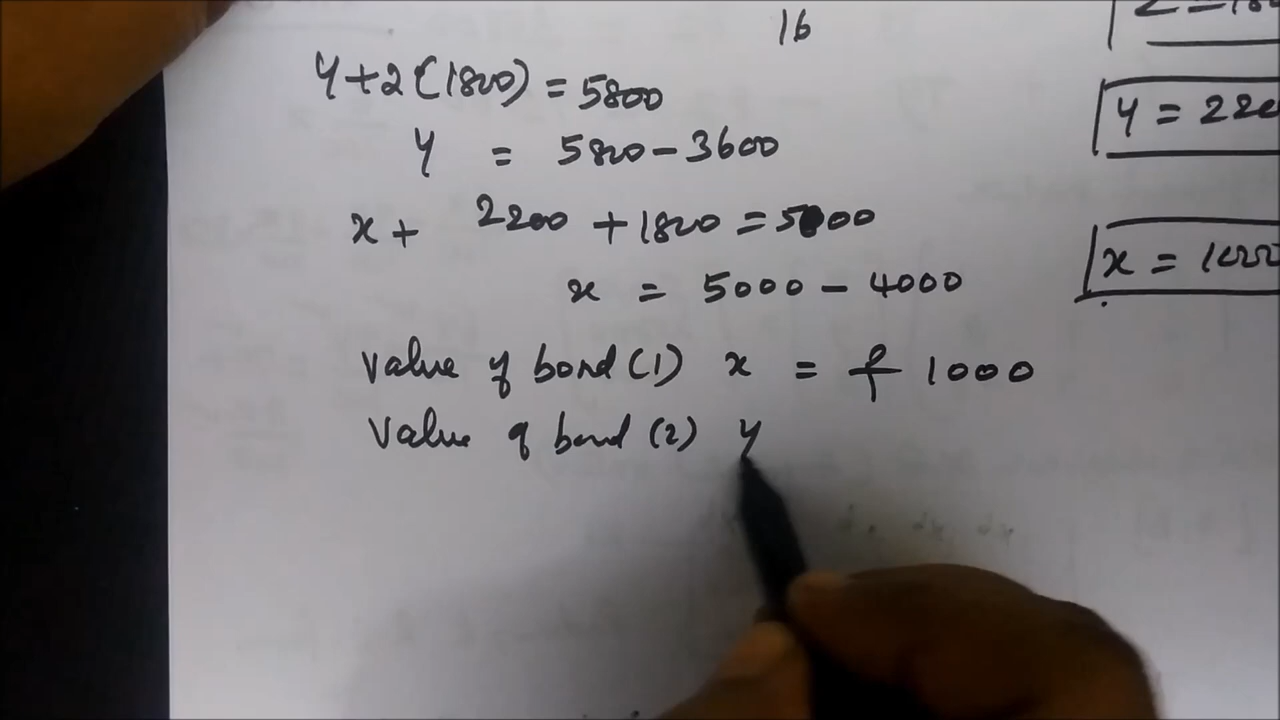 16
y+2(1800) = 5800
y = 5800-3600
x + 2200 + 1800 = 5000
x = 5000 - 4000
value of bond (1) x = ₹ 1000
value of bond (2) y
y = 220
x = 1000